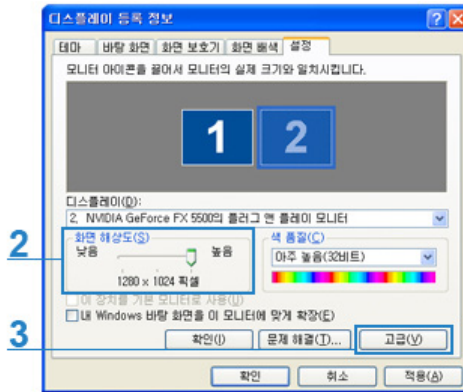 디스플레이 등록 정보
테마 바탕 화면 화면 보호기 화면 배색 설정
모니터 아이콘을 끌어서 모니터의 실제 크기와 일치시킵니다.
1 2
디스플레이(D):
2, NVIDIA GeForce FX 5500의 플러그 앤 플레이 모니터
2
화면 해상도(S) 색 품질(C)
낮음 높음 아주 높음(32비트)
1280 x 1024 픽셀
이 장치를 기본 모니터로 사용(U)
내 Windows 바탕 화면을 이 모니터에 맞게 확장(E)
3
확인(I) 문제 해결(T)... 고급(V)
확인 취소 적용(A)